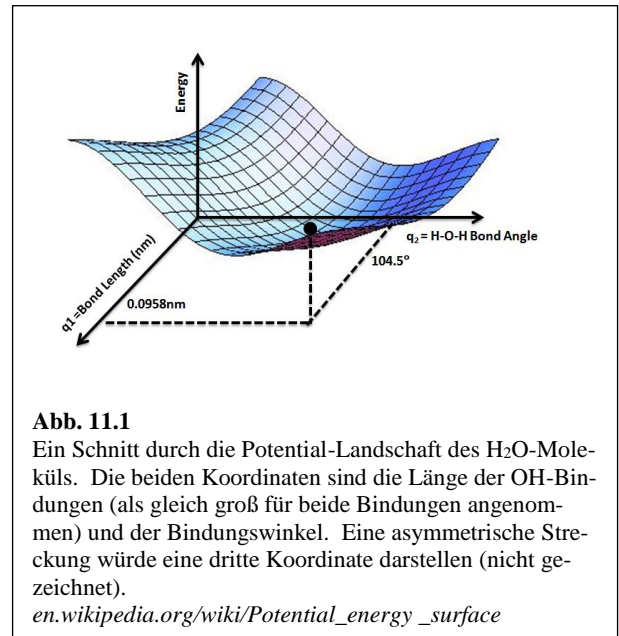 Energy
q₂ = H-O-H Bond Angle
104.5°
0.0958nm
q1 =Bond Length (nm)
Abb. 11.1
Ein Schnitt durch die Potential-Landschaft des H₂O-Mole-
küls. Die beiden Koordinaten sind die Länge der OH-Bin-
dungen (als gleich groß für beide Bindungen angenom-
men) und der Bindungswinkel. Eine asymmetrische Stre-
ckung würde eine dritte Koordinate darstellen (nicht ge-
zeichnet).
en.wikipedia.org/wiki/Potential_energy _surface